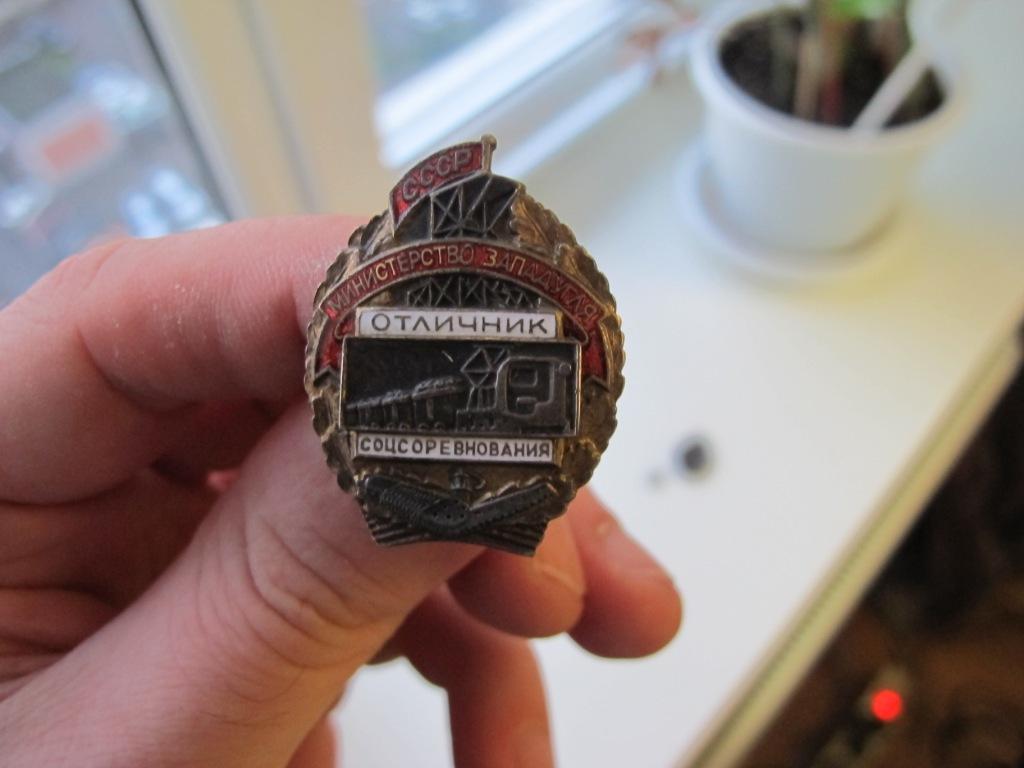 СССР
МИНИСТЕРСТВО ЗАПАДУГЛЯ
ОТЛИЧНИК
СОЦСОРЕВНОВАНИЯ